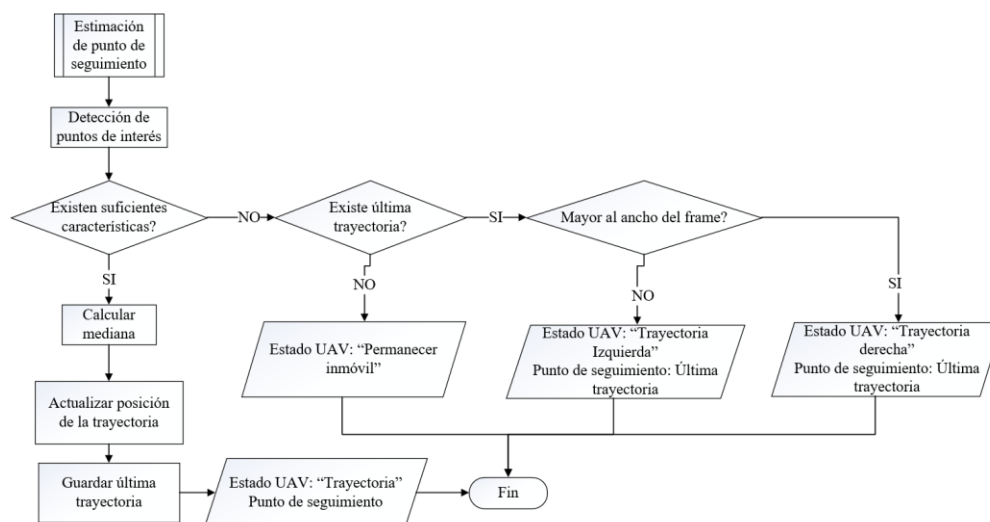 Estimación
de punto de
seguimiento
Detección de
puntos de interés
Existen suficientes
características?
NO
Existe última
trayectoria?
SI
Mayor al ancho del frame?
SI
NO
NO
SI
Calcular
mediana
Estado UAV: “Permanecer
inmóvil”
Estado UAV: “Trayectoria
Izquierda”
Punto de seguimiento: Última
trayectoria
Estado UAV: “Trayectoria
derecha”
Punto de seguimiento: Última
trayectoria
Actualizar posición
de la trayectoria
Guardar última
trayectoria
Estado UAV: “Trayectoria”
Punto de seguimiento
Fin